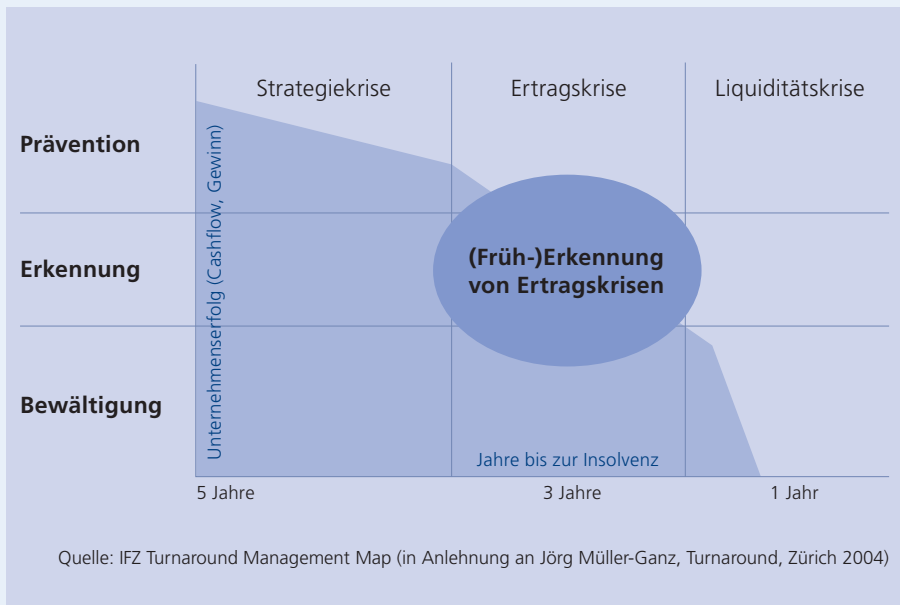 Strategiekrise
Ertragskrise
Liquiditätskrise
Prävention
Erkennung
Bewältigung
Unternehmenserfolg (Cashflow, Gewinn)
(Früh-)Erkennung
von Ertragskrisen
Jahre bis zur Insolvenz
5 Jahre
3 Jahre
1 Jahr
Quelle: IFZ Turnaround Management Map (in Anlehnung an Jörg Müller-Ganz, Turnaround, Zürich 2004)